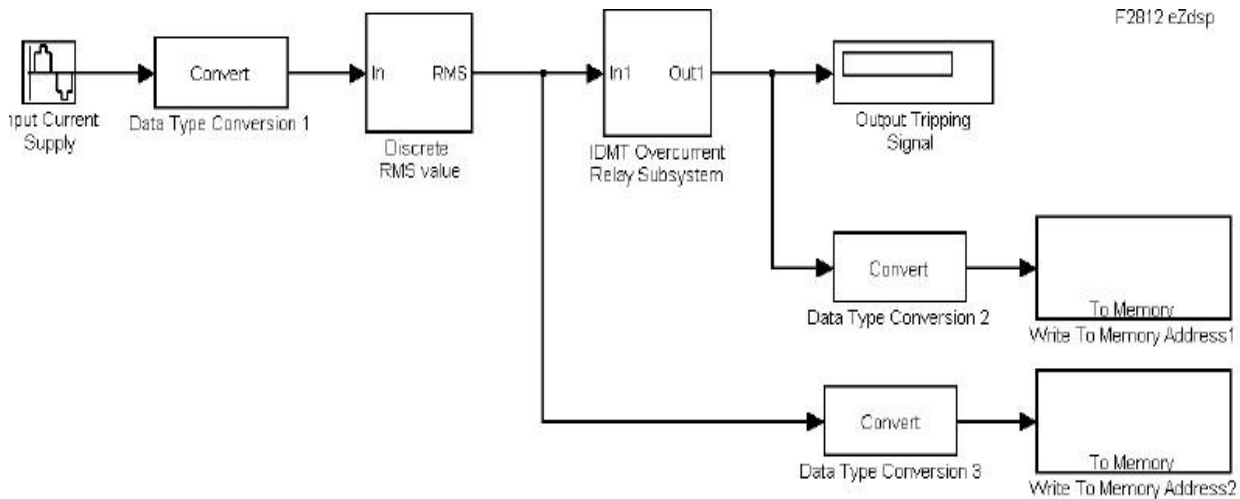 F2812 eZdsp
Convert
In RMS
In1 Out1
nput Current
Supply
Data Type Conversion 1
Discrete
RMS value
IDMT Overcurrent
Relay Subsystem
Output Tripping
Signal
Convert
Data Type Conversion 2
To Memory
Write To Memory Address1
Convert
Data Type Conversion 3
To Memory
Write To Memory Address2